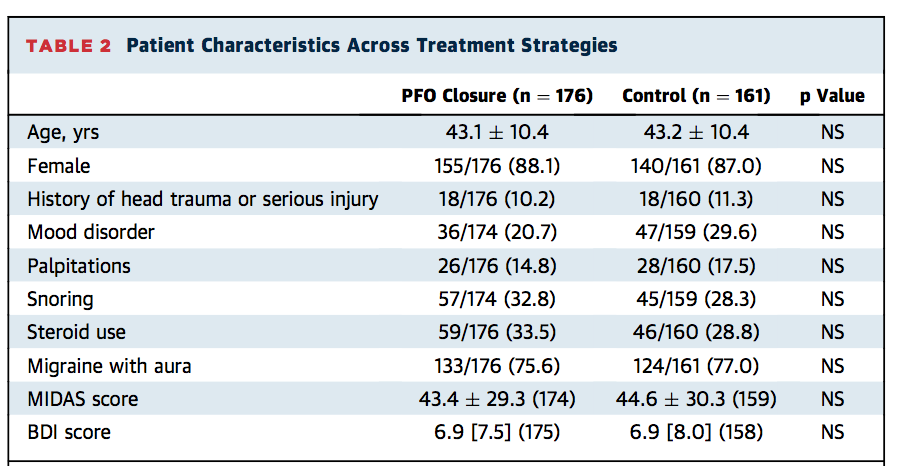 TABLE 2 Patient Characteristics Across Treatment Strategies
PFO Closure (n = 176) Control (n = 161) p Value
Age, yrs 43.1 ± 10.4 43.2 ± 10.4 NS
Female 155/176 (88.1) 140/161 (87.0) NS
History of head trauma or serious injury 18/176 (10.2) 18/160 (11.3) NS
Mood disorder 36/174 (20.7) 47/159 (29.6) NS
Palpitations 26/176 (14.8) 28/160 (17.5) NS
Snoring 57/174 (32.8) 45/159 (28.3) NS
Steroid use 59/176 (33.5) 46/160 (28.8) NS
Migraine with aura 133/176 (75.6) 124/161 (77.0) NS
MIDAS score 43.4 ± 29.3 (174) 44.6 ± 30.3 (159) NS
BDI score 6.9 [7.5] (175) 6.9 [8.0] (158) NS